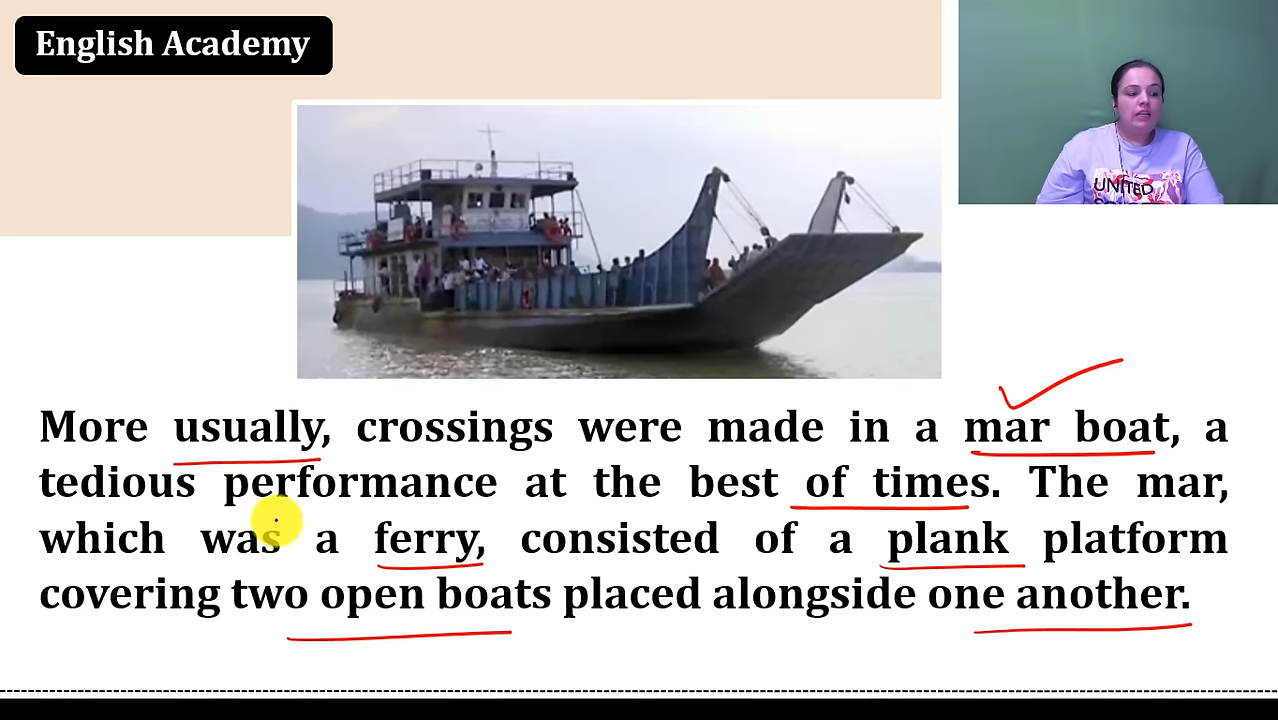 English Academy
UNITED
More usually, crossings were made in a mar boat, a
tedious performance at the best of times. The mar,
which was a ferry, consisted of a plank platform
covering two open boats placed alongside one another.